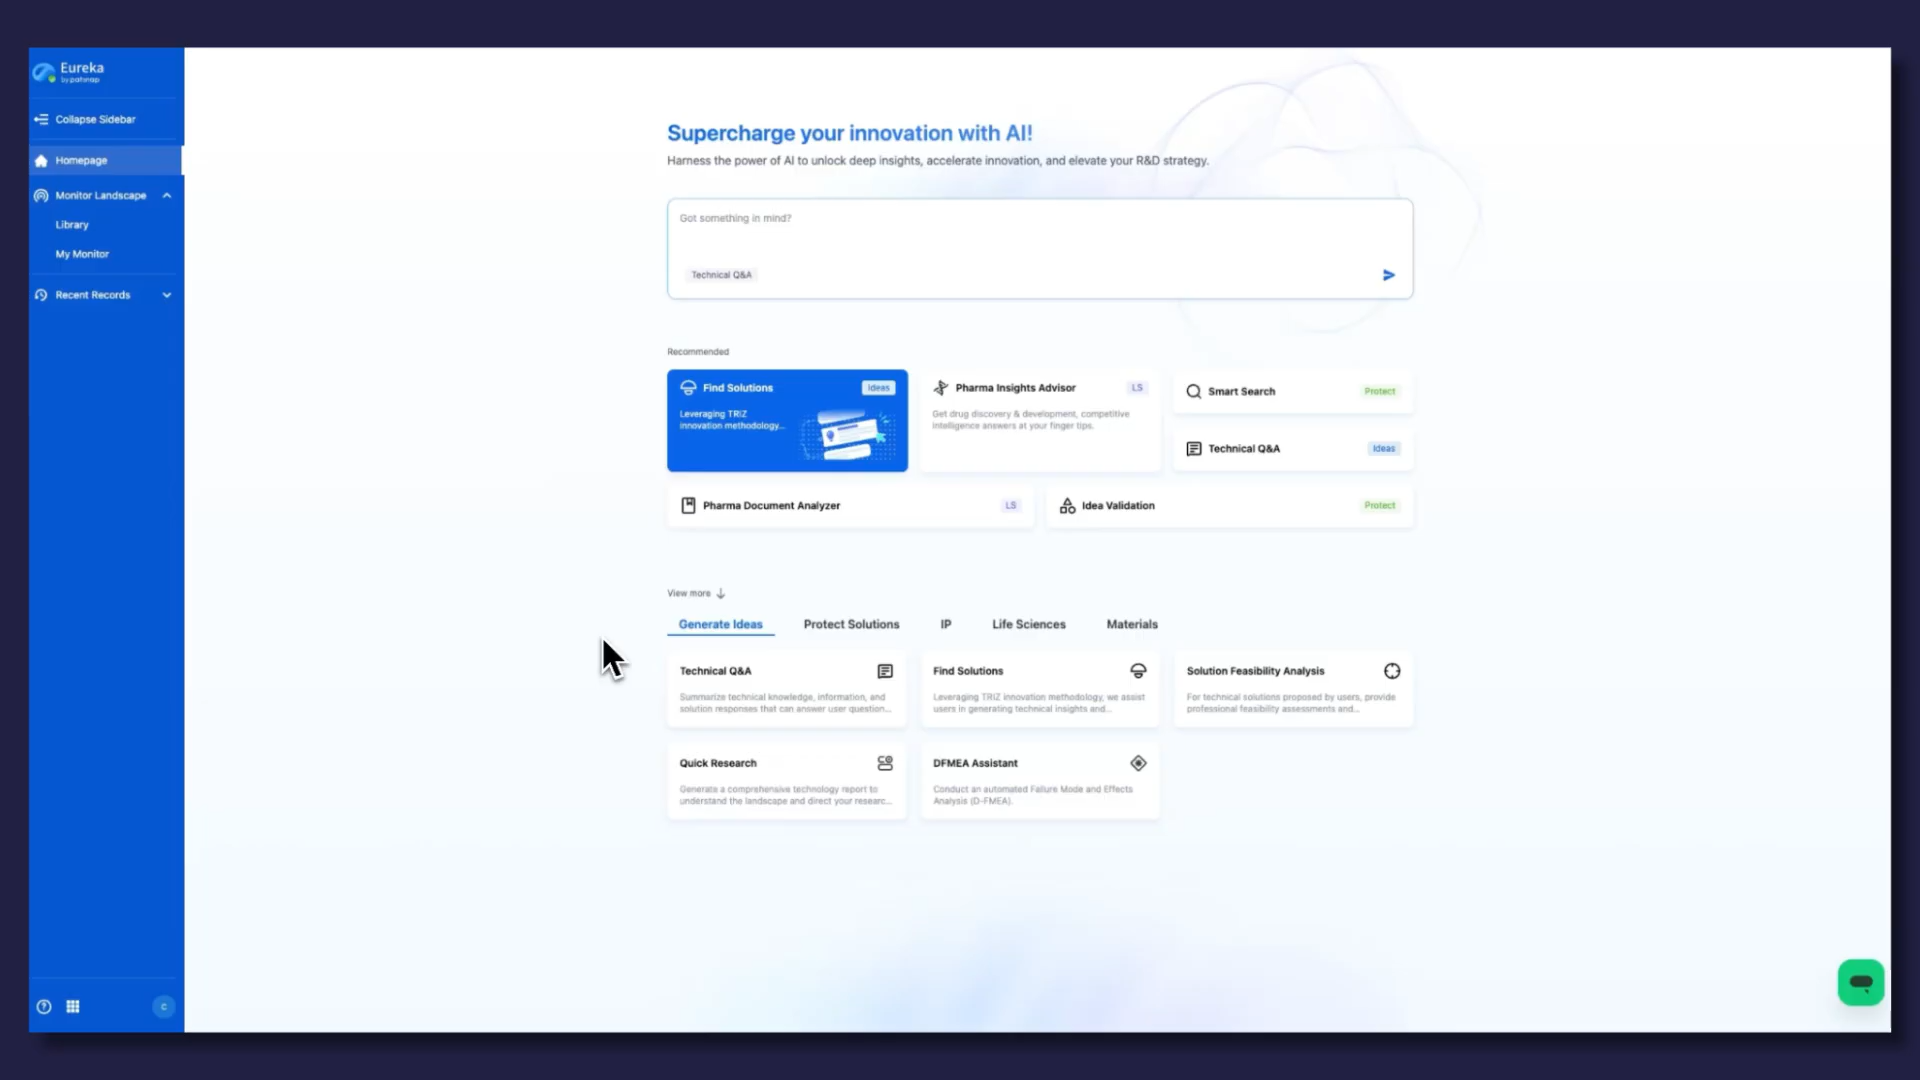 Eureka
by patsnap
Collapse Sidebar
Homepage
Monitor Landscape
Library
My Monitor
Recent Records
C
Supercharge your innovation with AI!
Harness the power of AI to unlock deep insights, accelerate innovation, and elevate your R&D strategy.
Got something in mind?
Technical Q&A
Recommended
Find Solutions
Ideas
Leveraging TRIZ
innovation methodology...
Pharma Insights Advisor
LS
Get drug discovery & development, competitive
intelligence answers at your finger tips.
Smart Search
Protect
Technical Q&A
Ideas
Pharma Document Analyzer
LS
Idea Validation
Protect
View more
Generate Ideas
Protect Solutions
IP
Life Sciences
Materials
Technical Q&A
Summarize technical knowledge, information, and
solution responses that can answer user question...
Find Solutions
Leveraging TRIZ innovation methodology, we assist
users in generating technical insights and...
Solution Feasibility Analysis
For technical solutions proposed by users, provide
professional feasibility assessments and...
Quick Research
Generate a comprehensive technology report to
understand the landscape and direct your researc...
DFMEA Assistant
Conduct an automated Failure Mode and Effects
Analysis (D-FMEA).